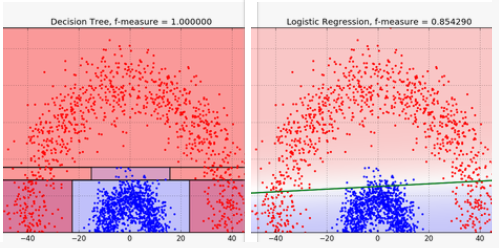 Decision Tree, f-measure = 1.000000
Logistic Regression, f-measure = 0.854290
−40 −20 0 20 40
−40 −20 0 20 40